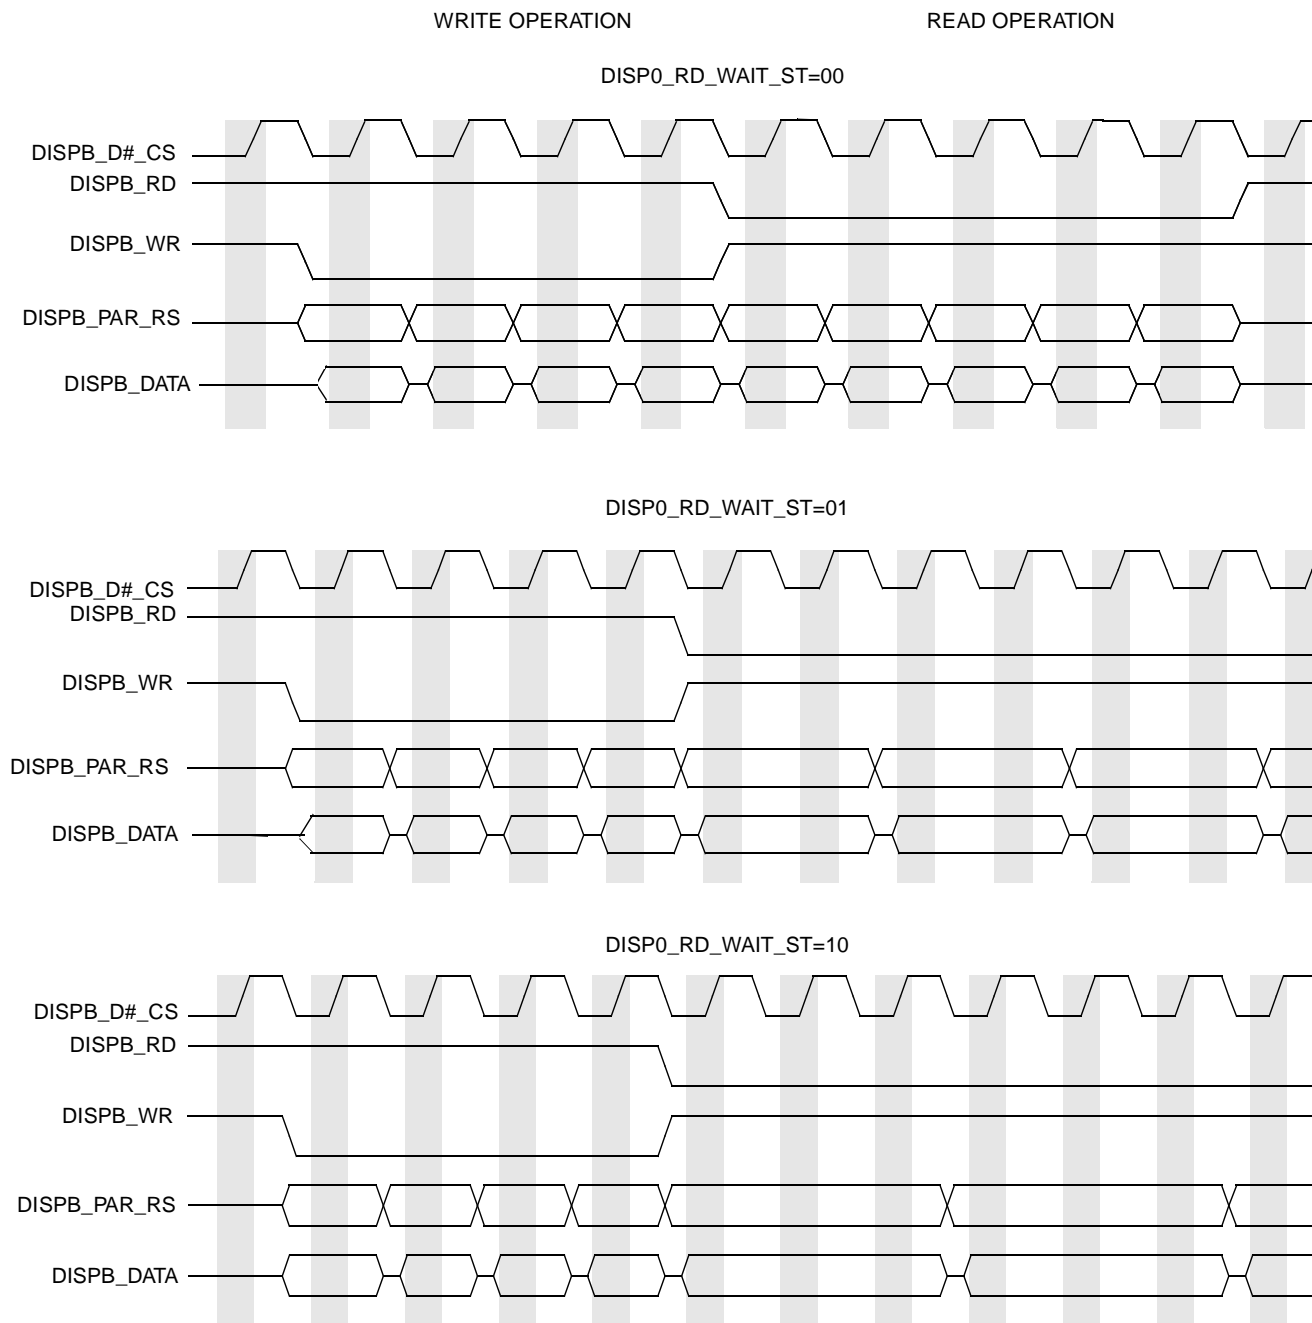 WRITE OPERATION
READ OPERATION
DISP0_RD_WAIT_ST=00
DISPB_D#_CS
DISPB_RD
DISPB_WR
DISPB_PAR_RS
DISPB_DATA
DISP0_RD_WAIT_ST=01
DISPB_D#_CS
DISPB_RD
DISPB_WR
DISPB_PAR_RS
DISPB_DATA
DISP0_RD_WAIT_ST=10
DISPB_D#_CS
DISPB_RD
DISPB_WR
DISPB_PAR_RS
DISPB_DATA